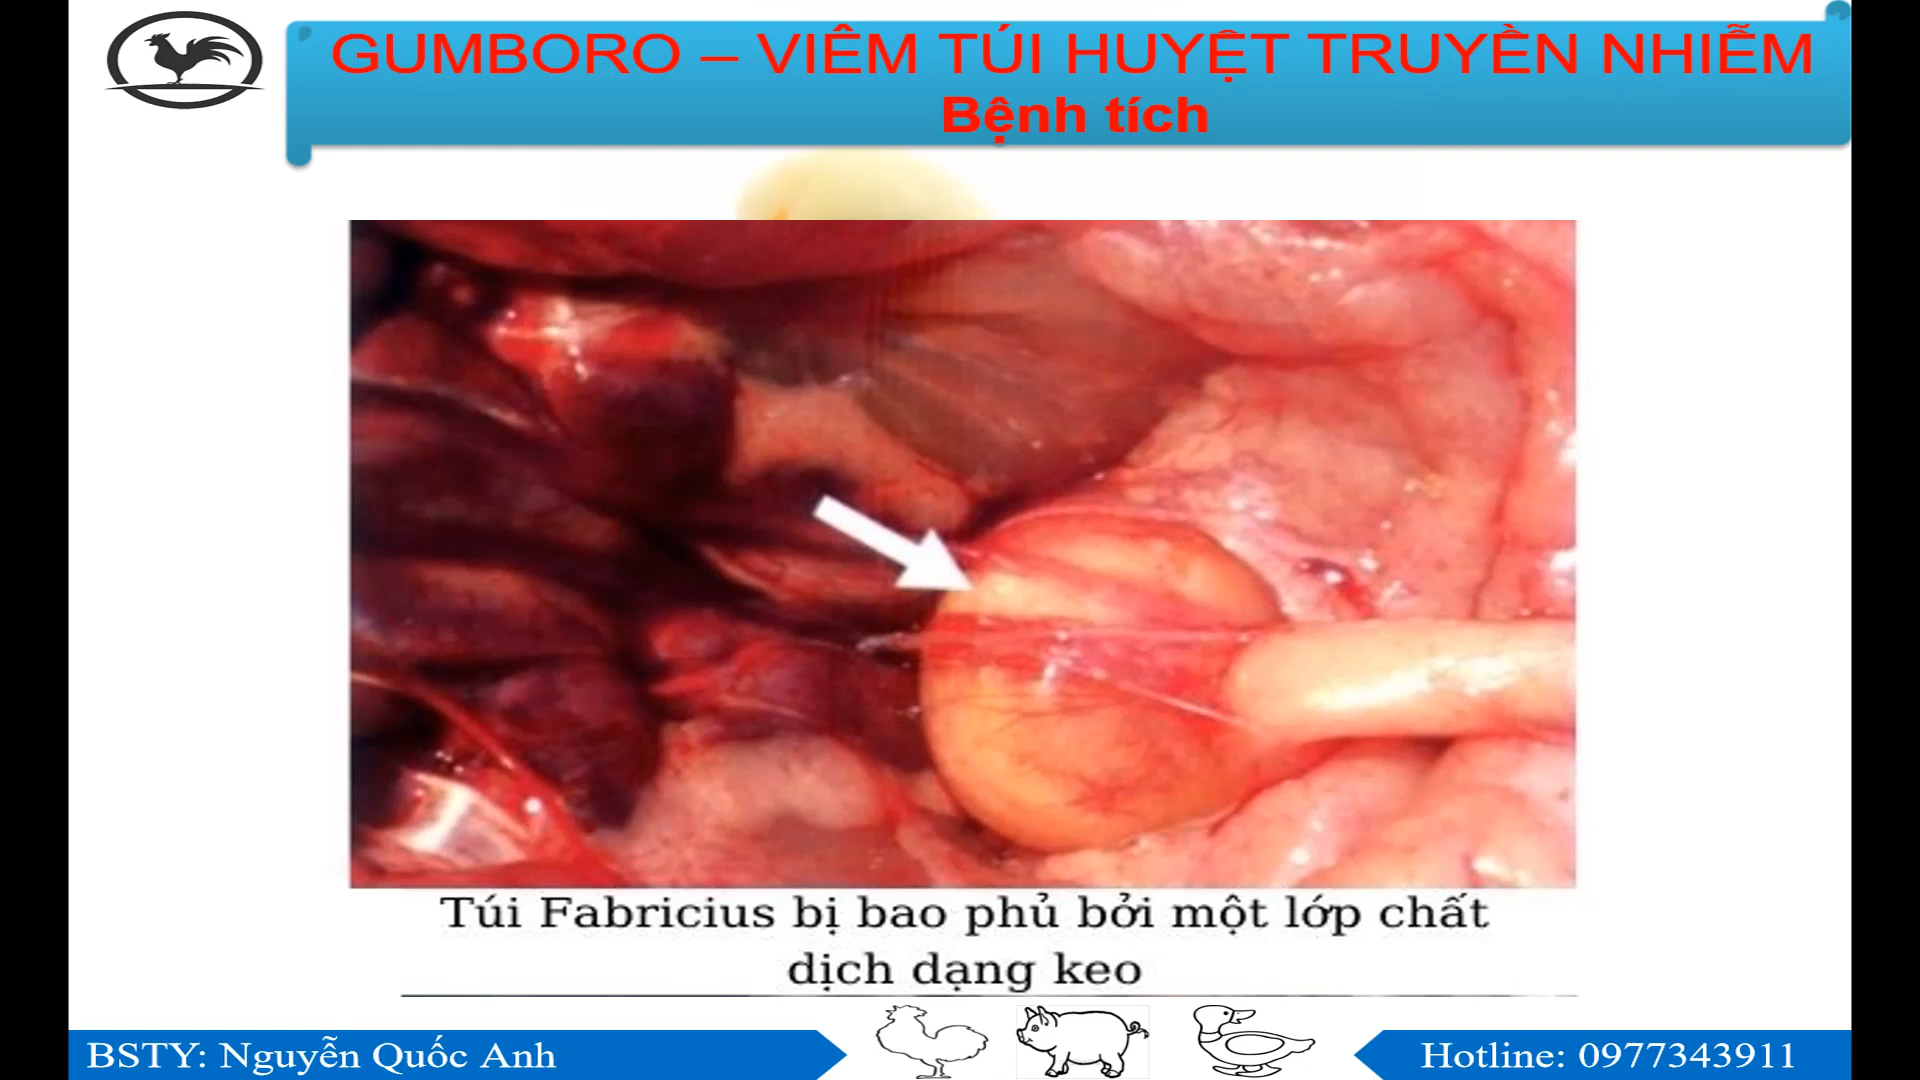 GUMBORO – VIÊM TÚI HUYỆT TRUYỀN NHIỄM
Bệnh tích
Túi Fabricius bị bao phủ bởi một lớp chất
dịch dạng keo
BSTY: Nguyễn Quốc Anh
Hotline: 0977343911